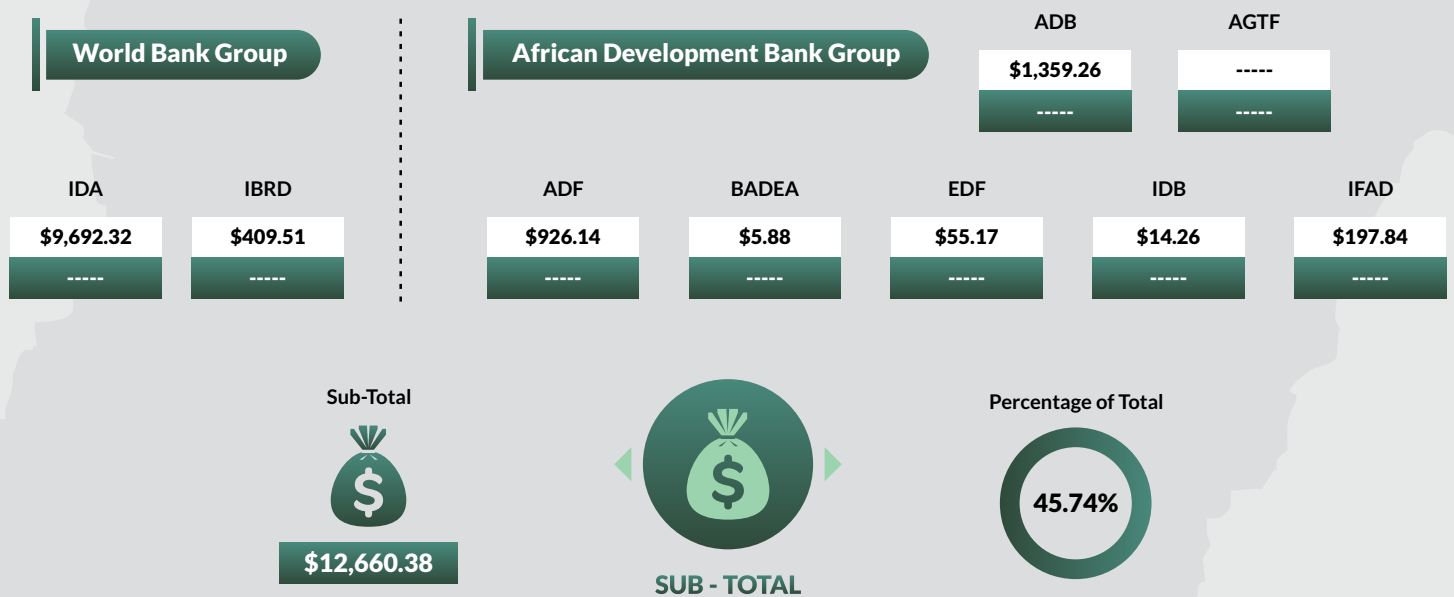 World Bank Group
African Development Bank Group
ADB
AGTF
$1,359.26
-----
-----
-----
IDA
IBRD
ADF
BADEA
EDF
IDB
IFAD
$9,692.32
$409.51
$926.14
$5.88
$55.17
$14.26
$197.84
-----
-----
-----
-----
-----
-----
-----
Sub-Total
$
$12,660.38
$
SUB - TOTAL
Percentage of Total
45.74%